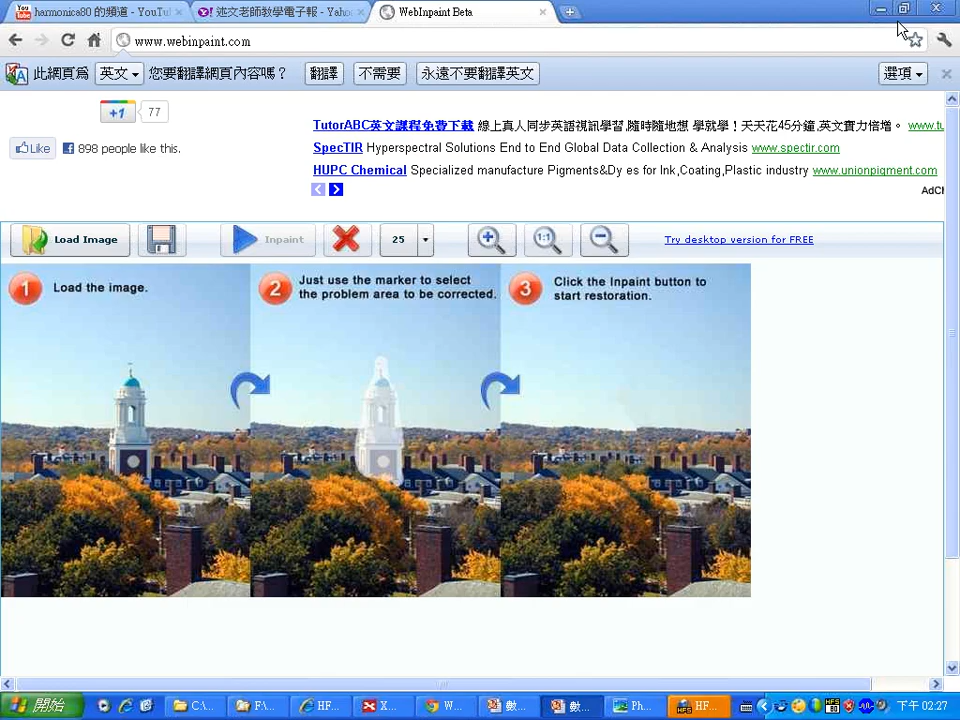 harmonica80 的頻道 - YouTu
述文老師教學電子報 - Yaho
WebInpaint Beta
www.webinpaint.com
此網頁為 英文 您要翻譯網頁內容嗎？ 翻譯 不需要 永遠不要翻譯英文 選項
+1 77
Like 898 people like this.
TutorABC英文課程免費下載 線上真人同步英語視訊學習,隨時隨地想 學就學！天天花45分鐘,英文實力倍增。 www.tu
SpecTIR Hyperspectral Solutions End to End Global Data Collection & Analysis www.spectir.com
HUPC Chemical Specialized manufacture Pigments&Dy es for Ink,Coating,Plastic industry www.unionpigment.com
AdCh
Load Image Inpaint 25 1:1 Try desktop version for FREE
1 Load the image.
2 Just use the marker to select
the problem area to be corrected.
3 Click the Inpaint button to
start restoration.
開始 C:\... F:\... HF... X... W... 數... 數... Ph... HF... 下午 02:27